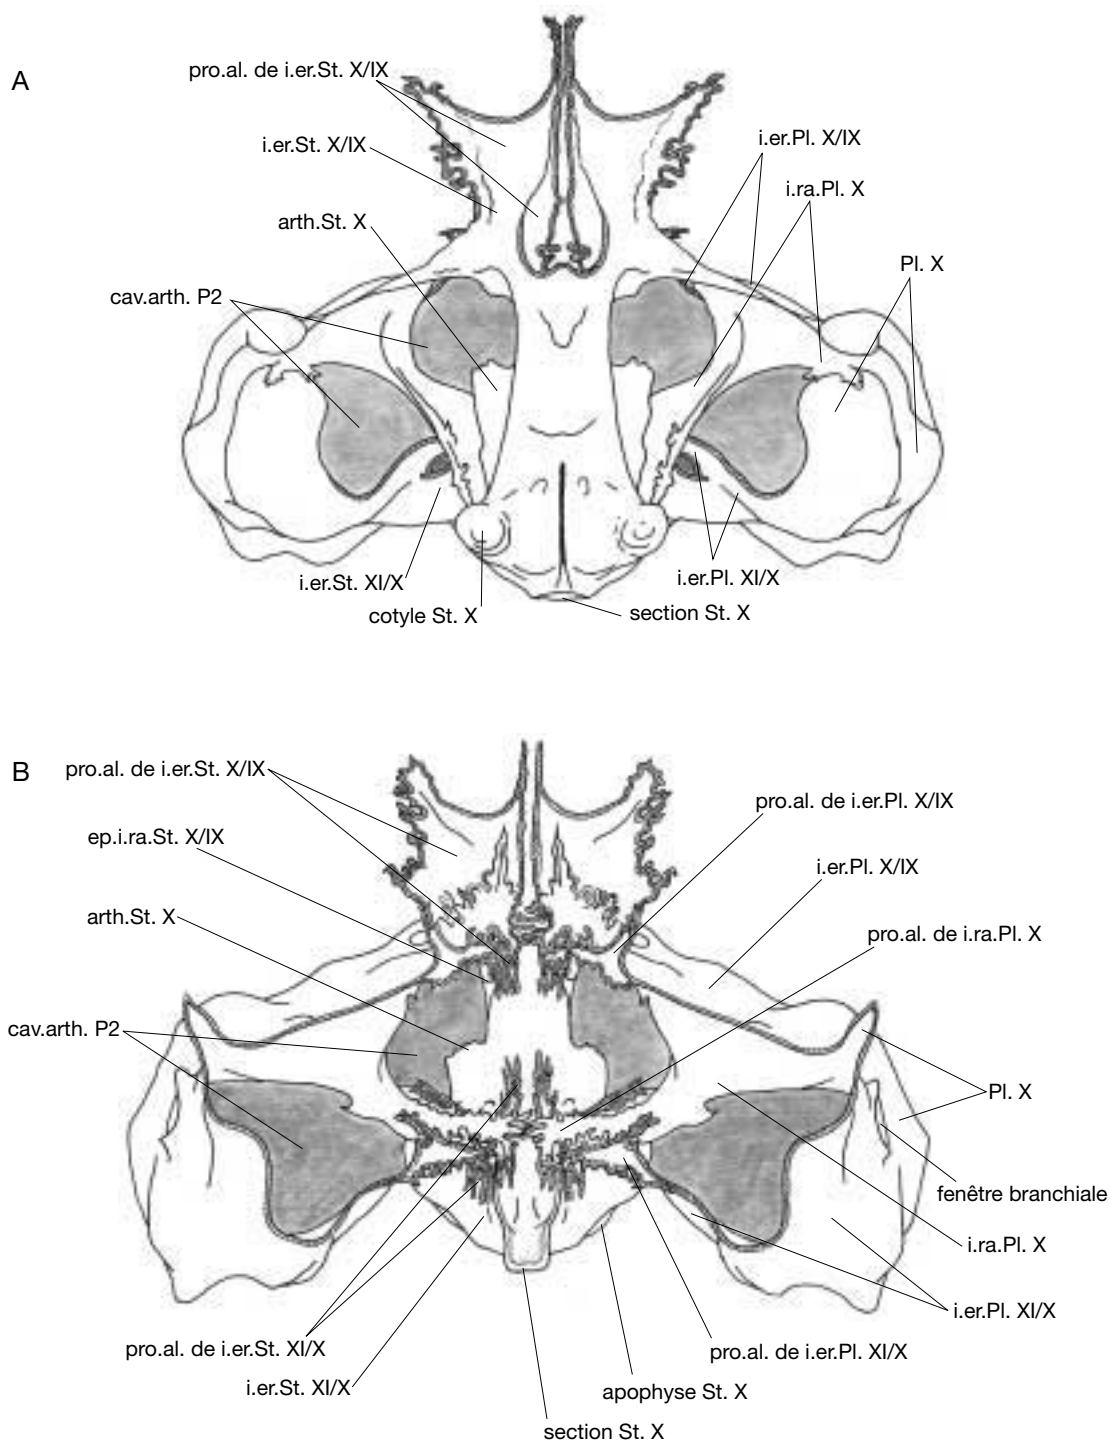 A
pro.al. de i.er.St. X/IX
i.er.St. X/IX
arth.St. X
cav.arth. P2
i.er.Pl. X/IX
i.ra.Pl. X
Pl. X
i.er.St. XI/X
cotyle St. X
section St. X
i.er.Pl. XI/X
B
pro.al. de i.er.St. X/IX
ep.i.ra.St. X/IX
arth.St. X
cav.arth. P2
pro.al. de i.er.Pl. X/IX
i.er.Pl. X/IX
pro.al. de i.ra.Pl. X
Pl. X
fenêtre branchiale
i.ra.Pl. X
i.er.Pl. XI/X
pro.al. de i.er.St. XI/X
i.er.St. XI/X
section St. X
apophyse St. X
pro.al. de i.er.Pl. XI/X